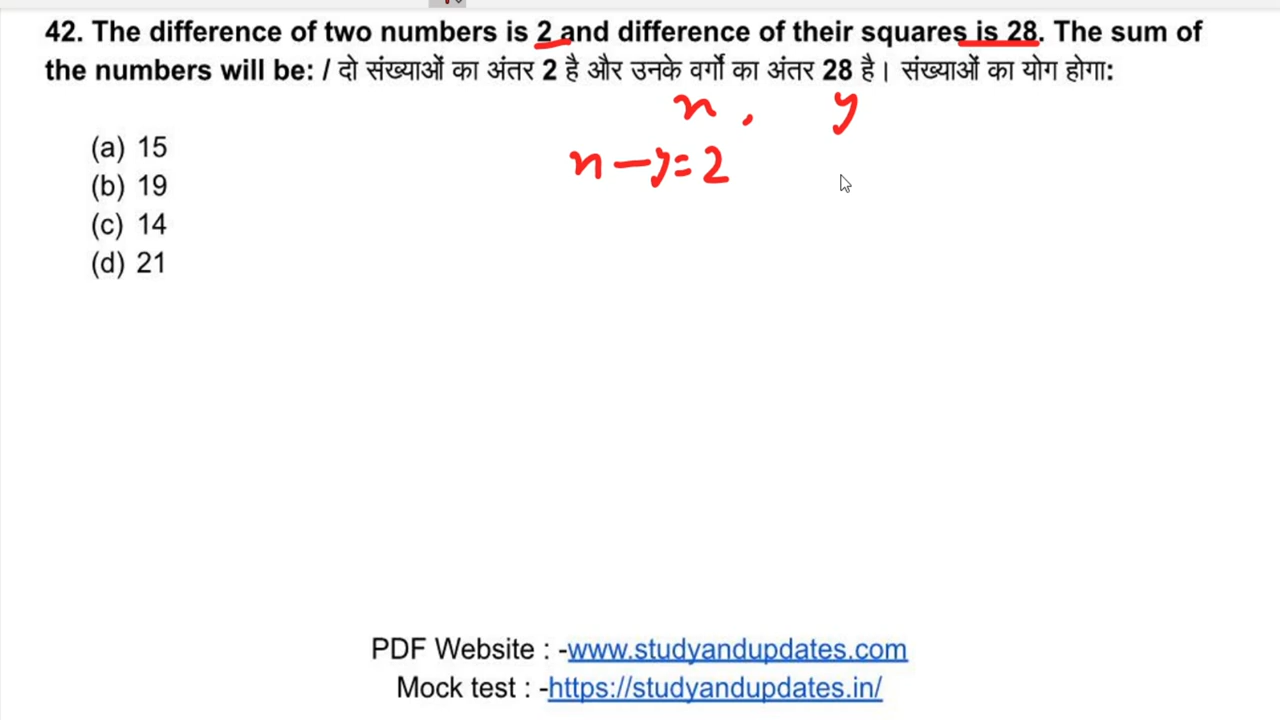 42. The difference of two numbers is 2 and difference of their squares is 28. The sum of
the numbers will be: / दो संख्याओं का अंतर 2 है और उनके वर्गो का अंतर 28 है। संख्याओं का योग होगा:
x , y
x - y = 2
(a) 15
(b) 19
(c) 14
(d) 21
PDF Website : -www.studyandupdates.com
Mock test : -https://studyandupdates.in/